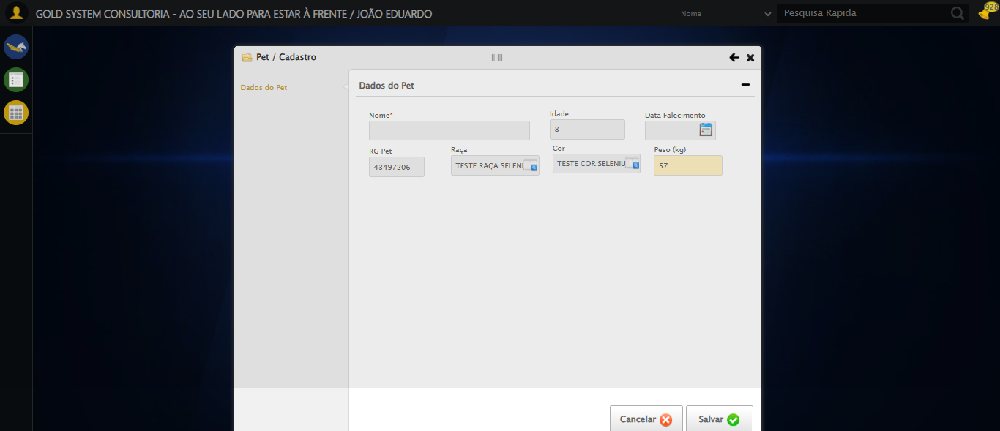 GOLD SYSTEM CONSULTORIA - AO SEU LADO PARA ESTAR À FRENTE / JOÃO EDUARDO
Nome
Pesquisa Rapida
928
Pet / Cadastro
Dados do Pet
Dados do Pet
Nome*
Idade
8
Data Falecimento
RG Pet
43497206
Raça
TESTE RAÇA SELENI
Cor
TESTE COR SELENIU
Peso (kg)
57
Cancelar
Salvar